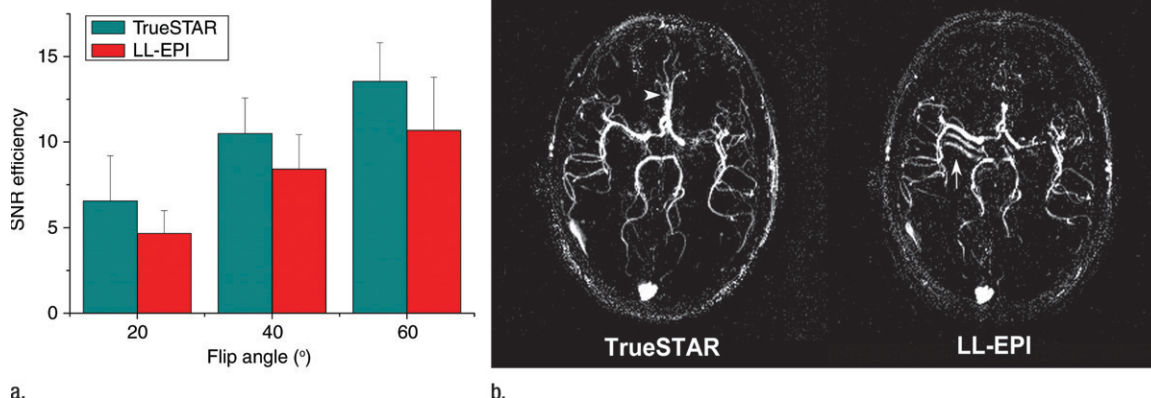 TrueSTAR
LL-EPI
15
10
5
0
SNR efficiency
20 40 60
Flip angle (°)
a.
TrueSTAR LL-EPI
b.